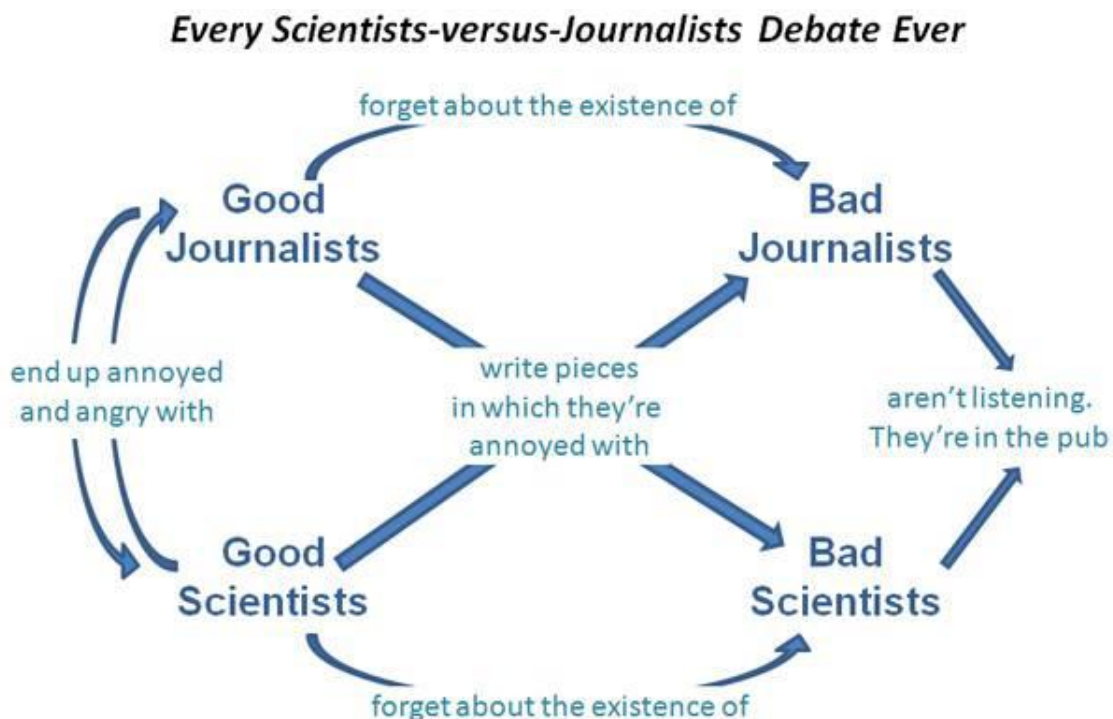 Every Scientists-versus-Journalists Debate Ever
forget about the existence of
Good
Journalists
Bad
Journalists
end up annoyed
and angry with
write pieces
in which they're
annoyed with
aren't listening.
They're in the pub
Good
Scientists
Bad
Scientists
forget about the existence of